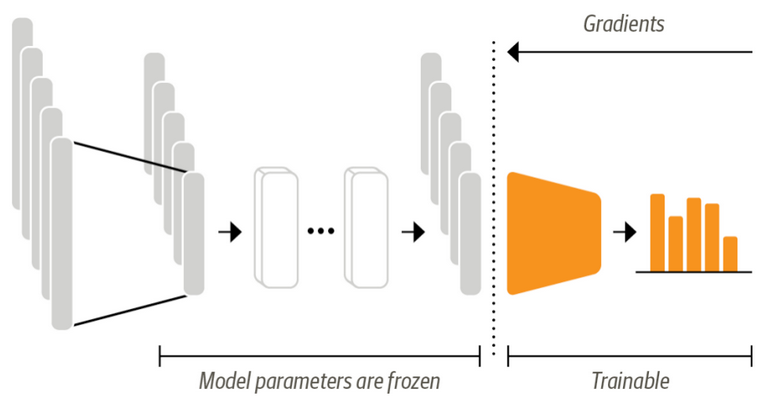 Gradients
Model parameters are frozen
Trainable